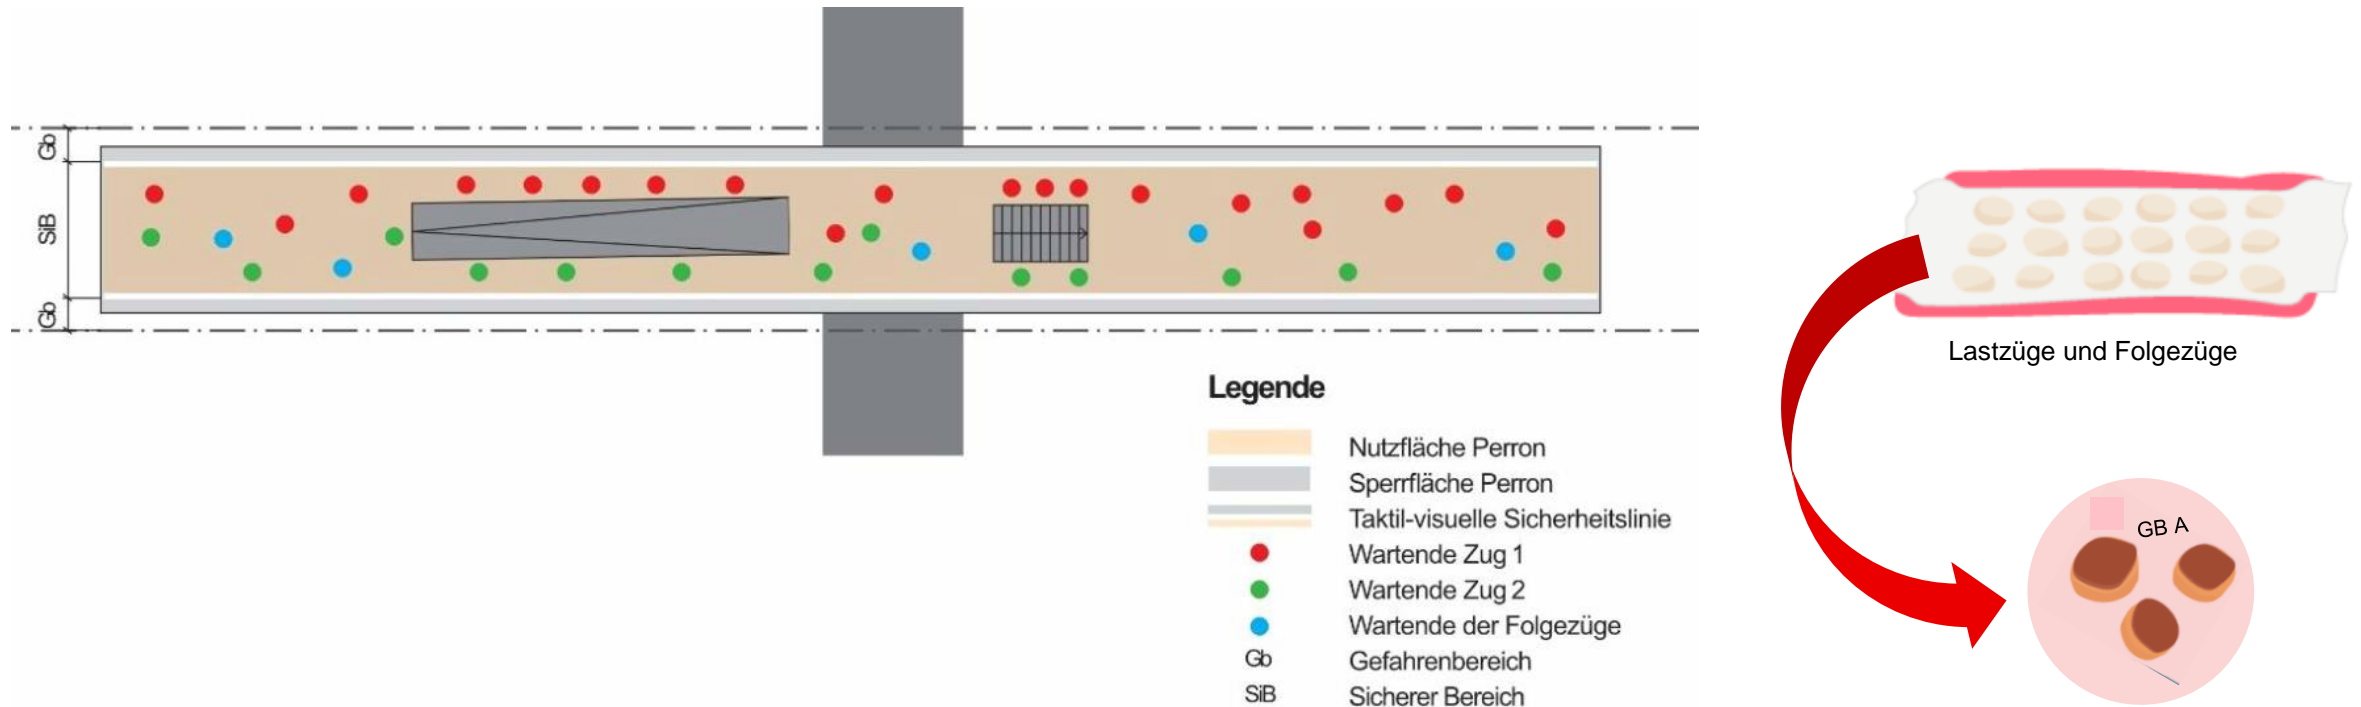 Gb
SiB
Gb
Legende
Nutzfläche Perron
Sperrfläche Perron
Taktil-visuelle Sicherheitslinie
Wartende Zug 1
Wartende Zug 2
Wartende der Folgezüge
Gb Gefahrenbereich
SiB Sicherer Bereich
Lastzüge und Folgezüge
GB A